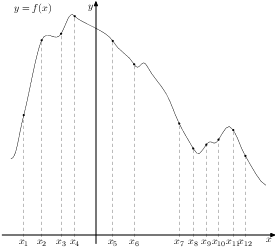 y = f(x)
y
x₁ x₂ x₃ x₄ x₅ x₆ x₇ x₈ x₉ x₁₀ x₁₁ x₁₂ x